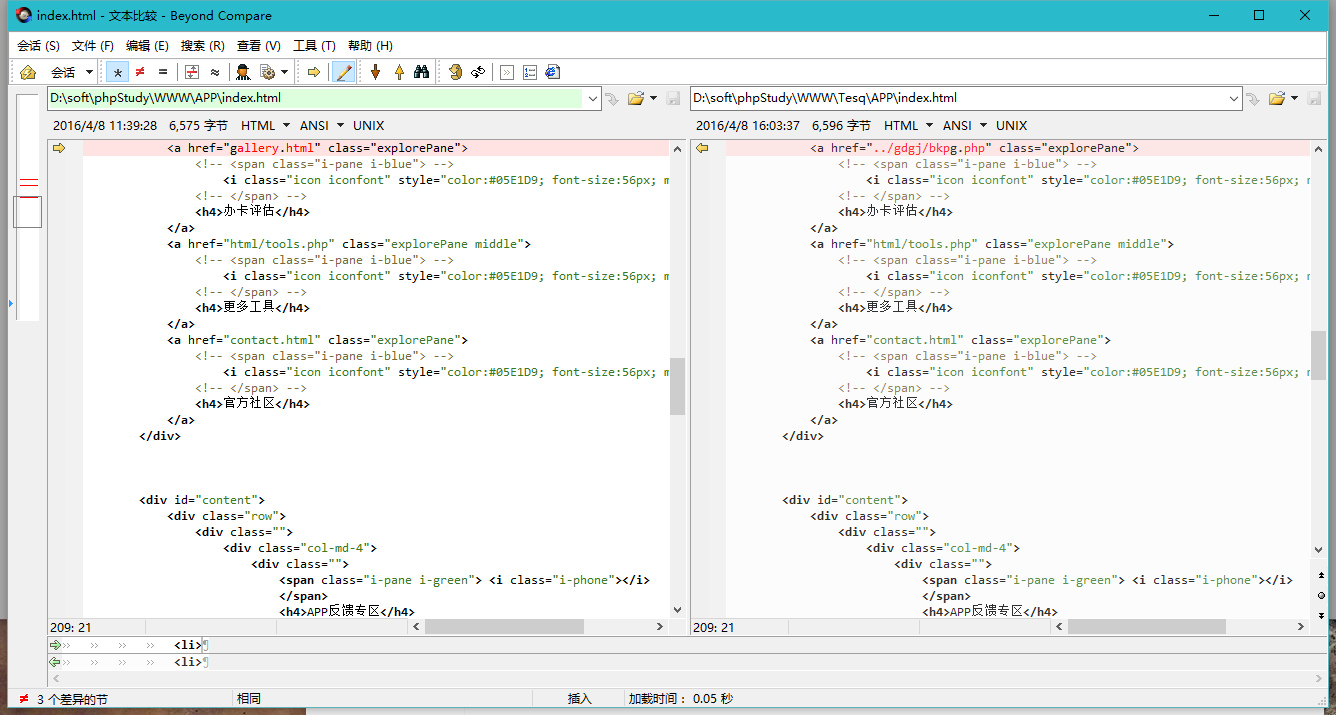 index.html - 文本比较 - Beyond Compare
会话 (S) 文件 (F) 编辑 (E) 搜索 (R) 查看 (V) 工具 (T) 帮助 (H)
会话
D:\soft\phpStudy\WWW\APP\index.html
2016/4/8 11:39:28 6,575 字节 HTML ANSI UNIX
<a href="gallery.html" class="explorePane">
<!-- <span class="i-pane i-blue"> -->
<i class="icon iconfont" style="color:#05E1D9; font-size:56px; m
<!-- </span> -->
<h4>办卡评估</h4>
</a>
<a href="html/tools.php" class="explorePane middle">
<!-- <span class="i-pane i-blue"> -->
<i class="icon iconfont" style="color:#05E1D9; font-size:56px; m
<!-- </span> -->
<h4>更多工具</h4>
</a>
<a href="contact.html" class="explorePane">
<!-- <span class="i-pane i-blue"> -->
<i class="icon iconfont" style="color:#05E1D9; font-size:56px; m
<!-- </span> -->
<h4>官方社区</h4>
</a>
</div>
<div id="content">
<div class="row">
<div class="">
<div class="col-md-4">
<div class="">
<span class="i-pane i-green"> <i class="i-phone"></i>
</span>
<h4>APP反馈专区</h4>
209: 21
D:\soft\phpStudy\WWW\Tesq\APP\index.html
2016/4/8 16:03:37 6,596 字节 HTML ANSI UNIX
<a href="../gdgj/bkpg.php" class="explorePane">
<!-- <span class="i-pane i-blue"> -->
<i class="icon iconfont" style="color:#05E1D9; font-size:56px; m
<!-- </span> -->
<h4>办卡评估</h4>
</a>
<a href="html/tools.php" class="explorePane middle">
<!-- <span class="i-pane i-blue"> -->
<i class="icon iconfont" style="color:#05E1D9; font-size:56px; m
<!-- </span> -->
<h4>更多工具</h4>
</a>
<a href="contact.html" class="explorePane">
<!-- <span class="i-pane i-blue"> -->
<i class="icon iconfont" style="color:#05E1D9; font-size:56px; m
<!-- </span> -->
<h4>官方社区</h4>
</a>
</div>
<div id="content">
<div class="row">
<div class="">
<div class="col-md-4">
<div class="">
<span class="i-pane i-green"> <i class="i-phone"></i>
</span>
<h4>APP反馈专区</h4>
209: 21
<li>¶
<li>¶
3 个差异的节 相同 插入 加载时间： 0.05 秒